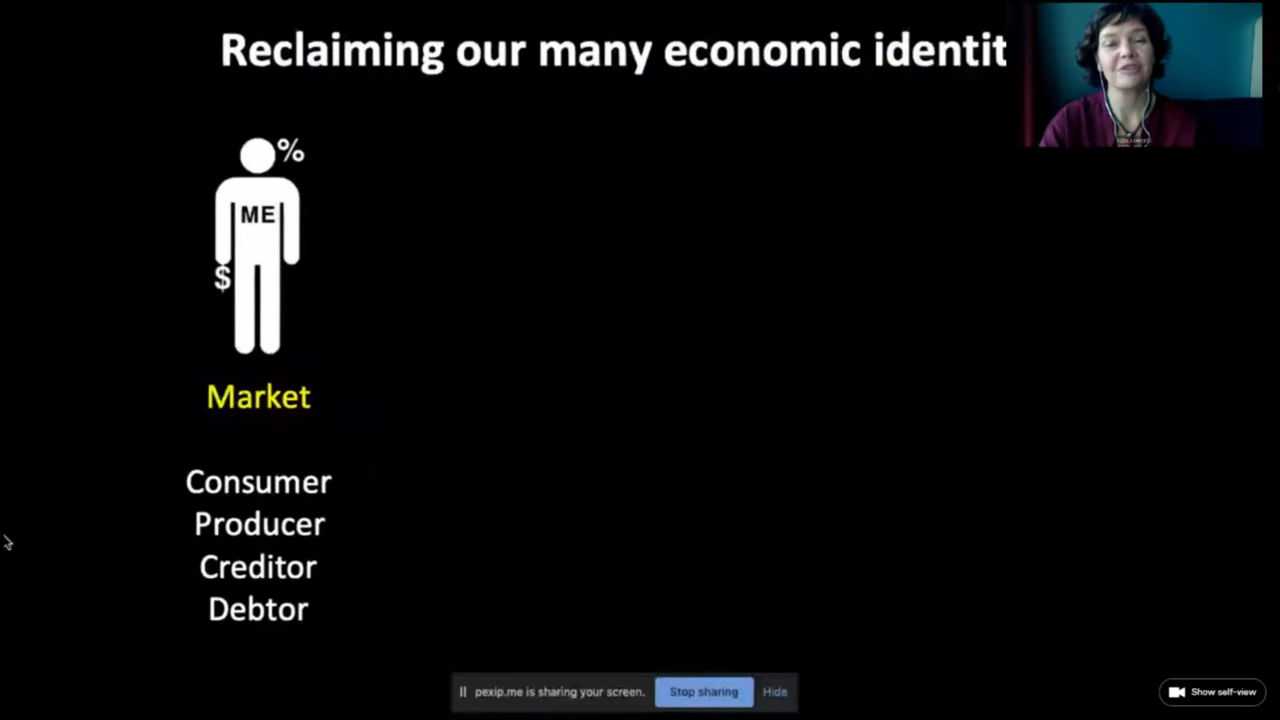 Reclaiming our many economic identit
%
ME
$
Market
Consumer
Producer
Creditor
Debtor
pexip.me is sharing your screen. Stop sharing Hide
Show self-view